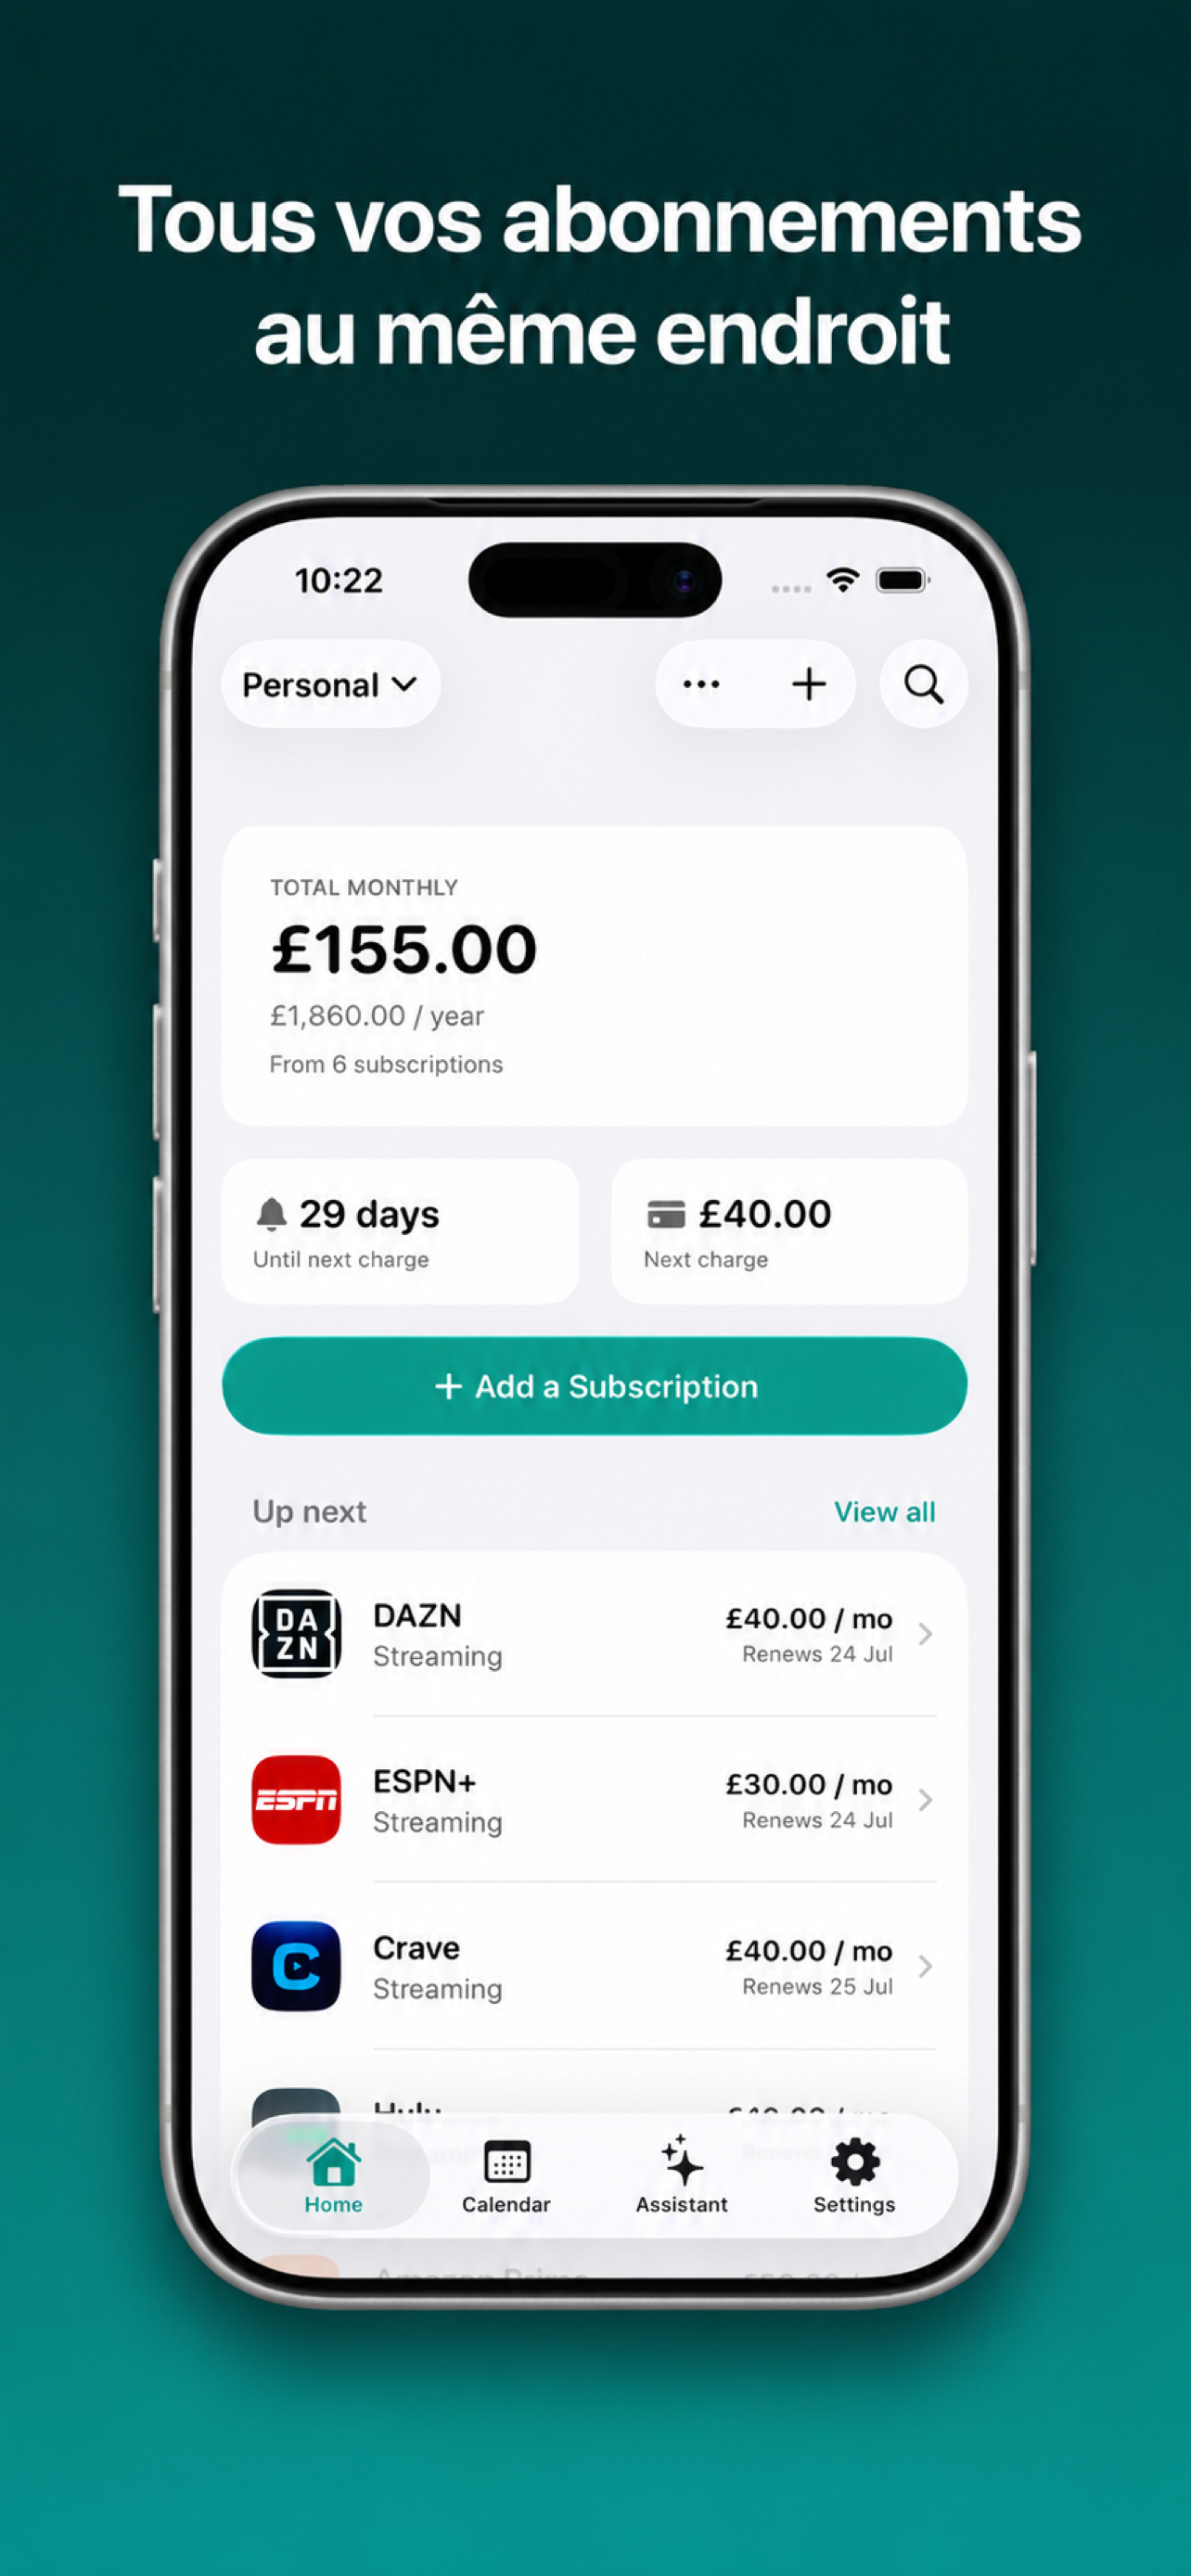 Tous vos abonnements
au même endroit
10:22
Personal
TOTAL MONTHLY
£155.00
£1,860.00 / year
From 6 subscriptions
29 days
Until next charge
£40.00
Next charge
+ Add a Subscription
Up next
View all
DA
ZN
DAZN
Streaming
£40.00 / mo
Renews 24 Jul
ESPN
ESPN+
Streaming
£30.00 / mo
Renews 24 Jul
C
Crave
Streaming
£40.00 / mo
Renews 25 Jul
Hulu
Home
Calendar
Assistant
Settings
Amazon Prime